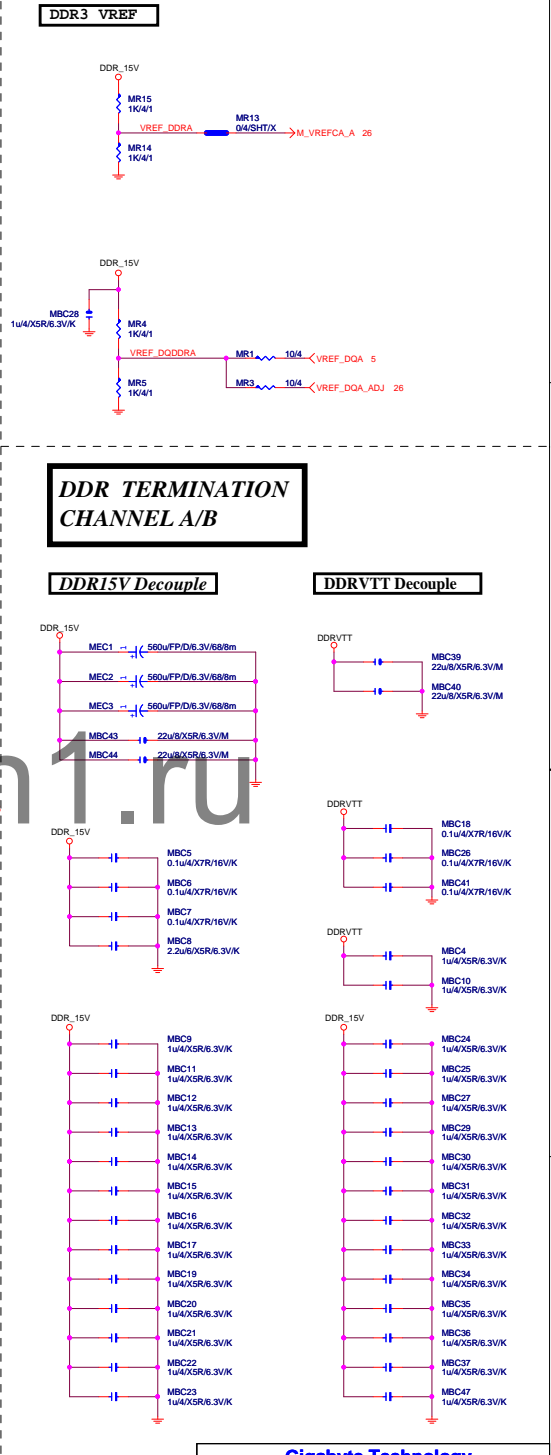 DDR3 VREF
DDR_15V
MR15
1K/4/1
MR13
0/4/SHT/X
VREF_DDRA
M_VREFCA_A 26
MR14
1K/4/1
DDR_15V
MBC28
1u/4/X5R/6.3V/K
MR4
1K/4/1
VREF_DQDDRA
MR1
10/4
VREF_DQA 5
MR5
1K/4/1
MR3
10/4
VREF_DQA_ADJ 26
DDR TERMINATION
CHANNEL A/B
DDR15V Decouple
DDR_15V
MEC1
1
+
560u/FP/D/6.3V/68/8m
MEC2
1
+
560u/FP/D/6.3V/68/8m
MEC3
1
+
560u/FP/D/6.3V/68/8m
MBC43
22u/8/X5R/6.3V/M
MBC44
22u/8/X5R/6.3V/M
DDRVTT Decouple
DDRVTT
MBC39
22u/8/X5R/6.3V/M
MBC40
22u/8/X5R/6.3V/M
n1.ru
DDR_15V
MBC5
0.1u/4/X7R/16V/K
MBC6
0.1u/4/X7R/16V/K
MBC7
0.1u/4/X7R/16V/K
MBC8
2.2u/6/X5R/6.3V/K
DDRVTT
MBC18
0.1u/4/X7R/16V/K
MBC26
0.1u/4/X7R/16V/K
MBC41
0.1u/4/X7R/16V/K
DDRVTT
MBC4
1u/4/X5R/6.3V/K
MBC10
1u/4/X5R/6.3V/K
DDR_15V
MBC9
1u/4/X5R/6.3V/K
MBC11
1u/4/X5R/6.3V/K
MBC12
1u/4/X5R/6.3V/K
MBC13
1u/4/X5R/6.3V/K
MBC14
1u/4/X5R/6.3V/K
MBC15
1u/4/X5R/6.3V/K
MBC16
1u/4/X5R/6.3V/K
MBC17
1u/4/X5R/6.3V/K
MBC19
1u/4/X5R/6.3V/K
MBC20
1u/4/X5R/6.3V/K
MBC21
1u/4/X5R/6.3V/K
MBC22
1u/4/X5R/6.3V/K
MBC23
1u/4/X5R/6.3V/K
DDR_15V
MBC24
1u/4/X5R/6.3V/K
MBC25
1u/4/X5R/6.3V/K
MBC27
1u/4/X5R/6.3V/K
MBC29
1u/4/X5R/6.3V/K
MBC30
1u/4/X5R/6.3V/K
MBC31
1u/4/X5R/6.3V/K
MBC32
1u/4/X5R/6.3V/K
MBC33
1u/4/X5R/6.3V/K
MBC34
1u/4/X5R/6.3V/K
MBC35
1u/4/X5R/6.3V/K
MBC36
1u/4/X5R/6.3V/K
MBC37
1u/4/X5R/6.3V/K
MBC47
1u/4/X5R/6.3V/K
Gigabyte Technology